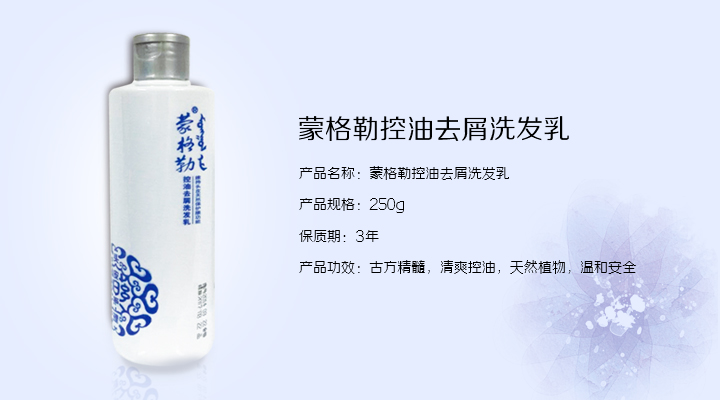 蒙格勒控油去屑洗发乳
产品名称：蒙格勒控油去屑洗发乳
产品规格：250g
保质期：3年
产品功效：古方精髓，清爽控油，天然植物，温和安全
蒙格勒®
控油去屑洗发乳